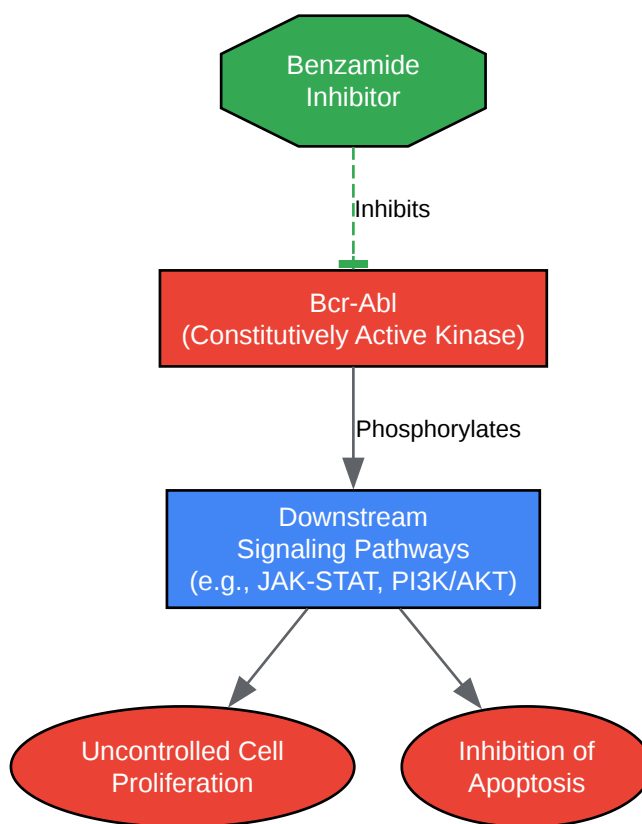 Benzamide
Inhibitor
Inhibits
Bcr-Abl
(Constitutively Active Kinase)
Phosphorylates
Downstream
Signaling Pathways
(e.g., JAK-STAT, PI3K/AKT)
Uncontrolled Cell
Proliferation
Inhibition of
Apoptosis